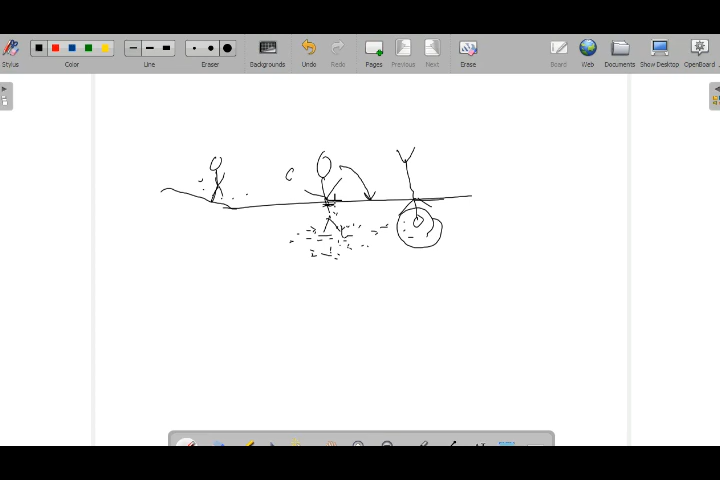 Stylus Color Line Eraser Backgrounds Undo Redo Pages Previous Next Erase Board Web Documents Show Desktop OpenBoard
C